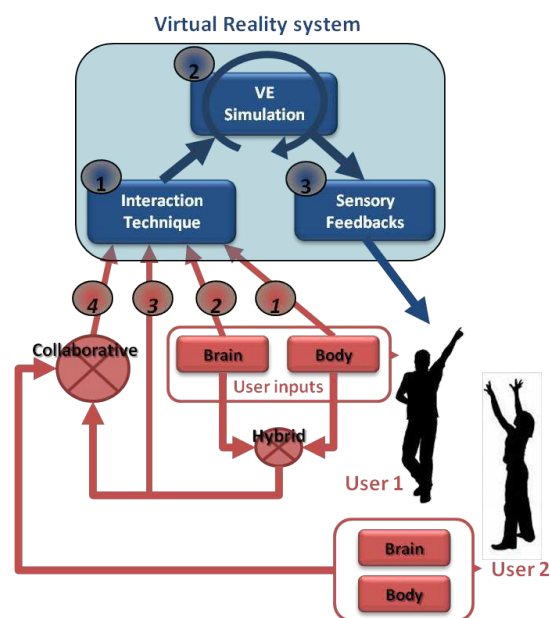 Virtual Reality system
2
VE
Simulation
1
Interaction
Technique
3
Sensory
Feedbacks
4
3
2
1
Collaborative
Brain
Body
User inputs
Hybrid
User 1
Brain
Body
User 2